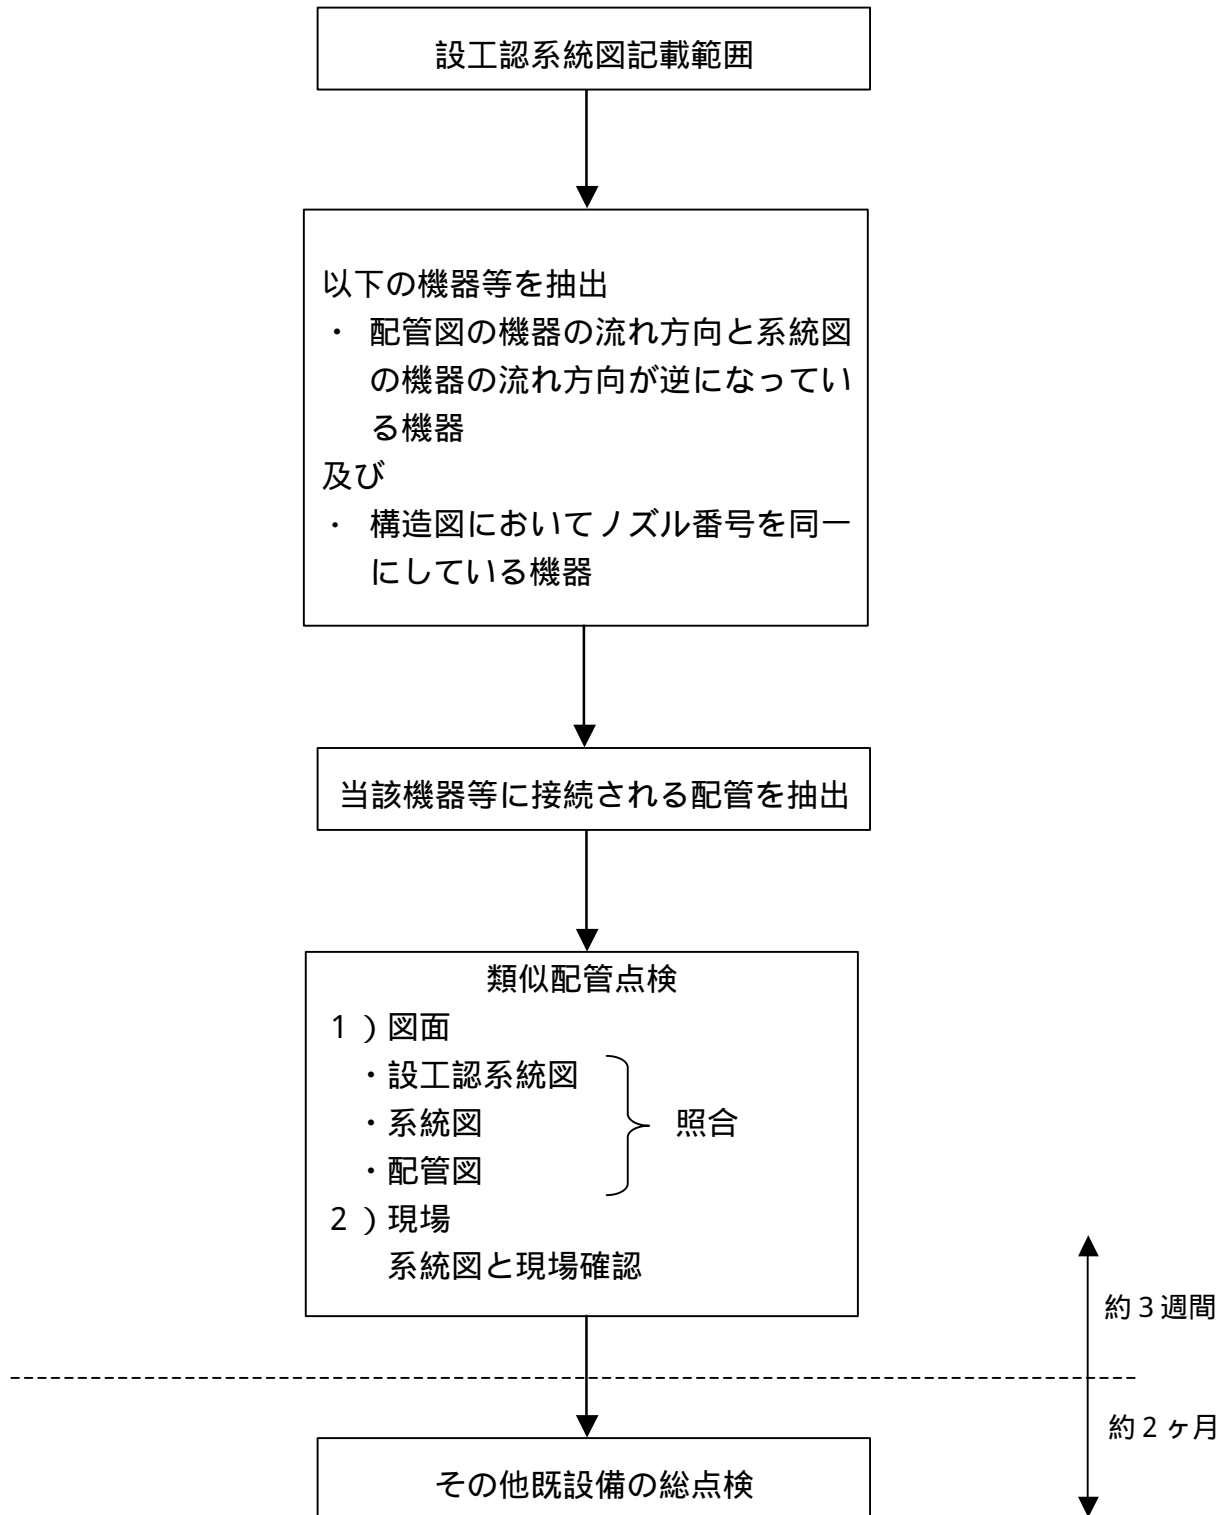 設工認系統図記載範囲
以下の機器等を抽出
・ 配管図の機器の流れ方向と系統図
の機器の流れ方向が逆になってい
る機器
及び
・ 構造図においてノズル番号を同一
にしている機器
当該機器等に接続される配管を抽出
類似配管点検
1）図面
・設工認系統図
・系統図
・配管図
照合
2）現場
系統図と現場確認
約3週間
約2ヶ月
その他既設備の総点検